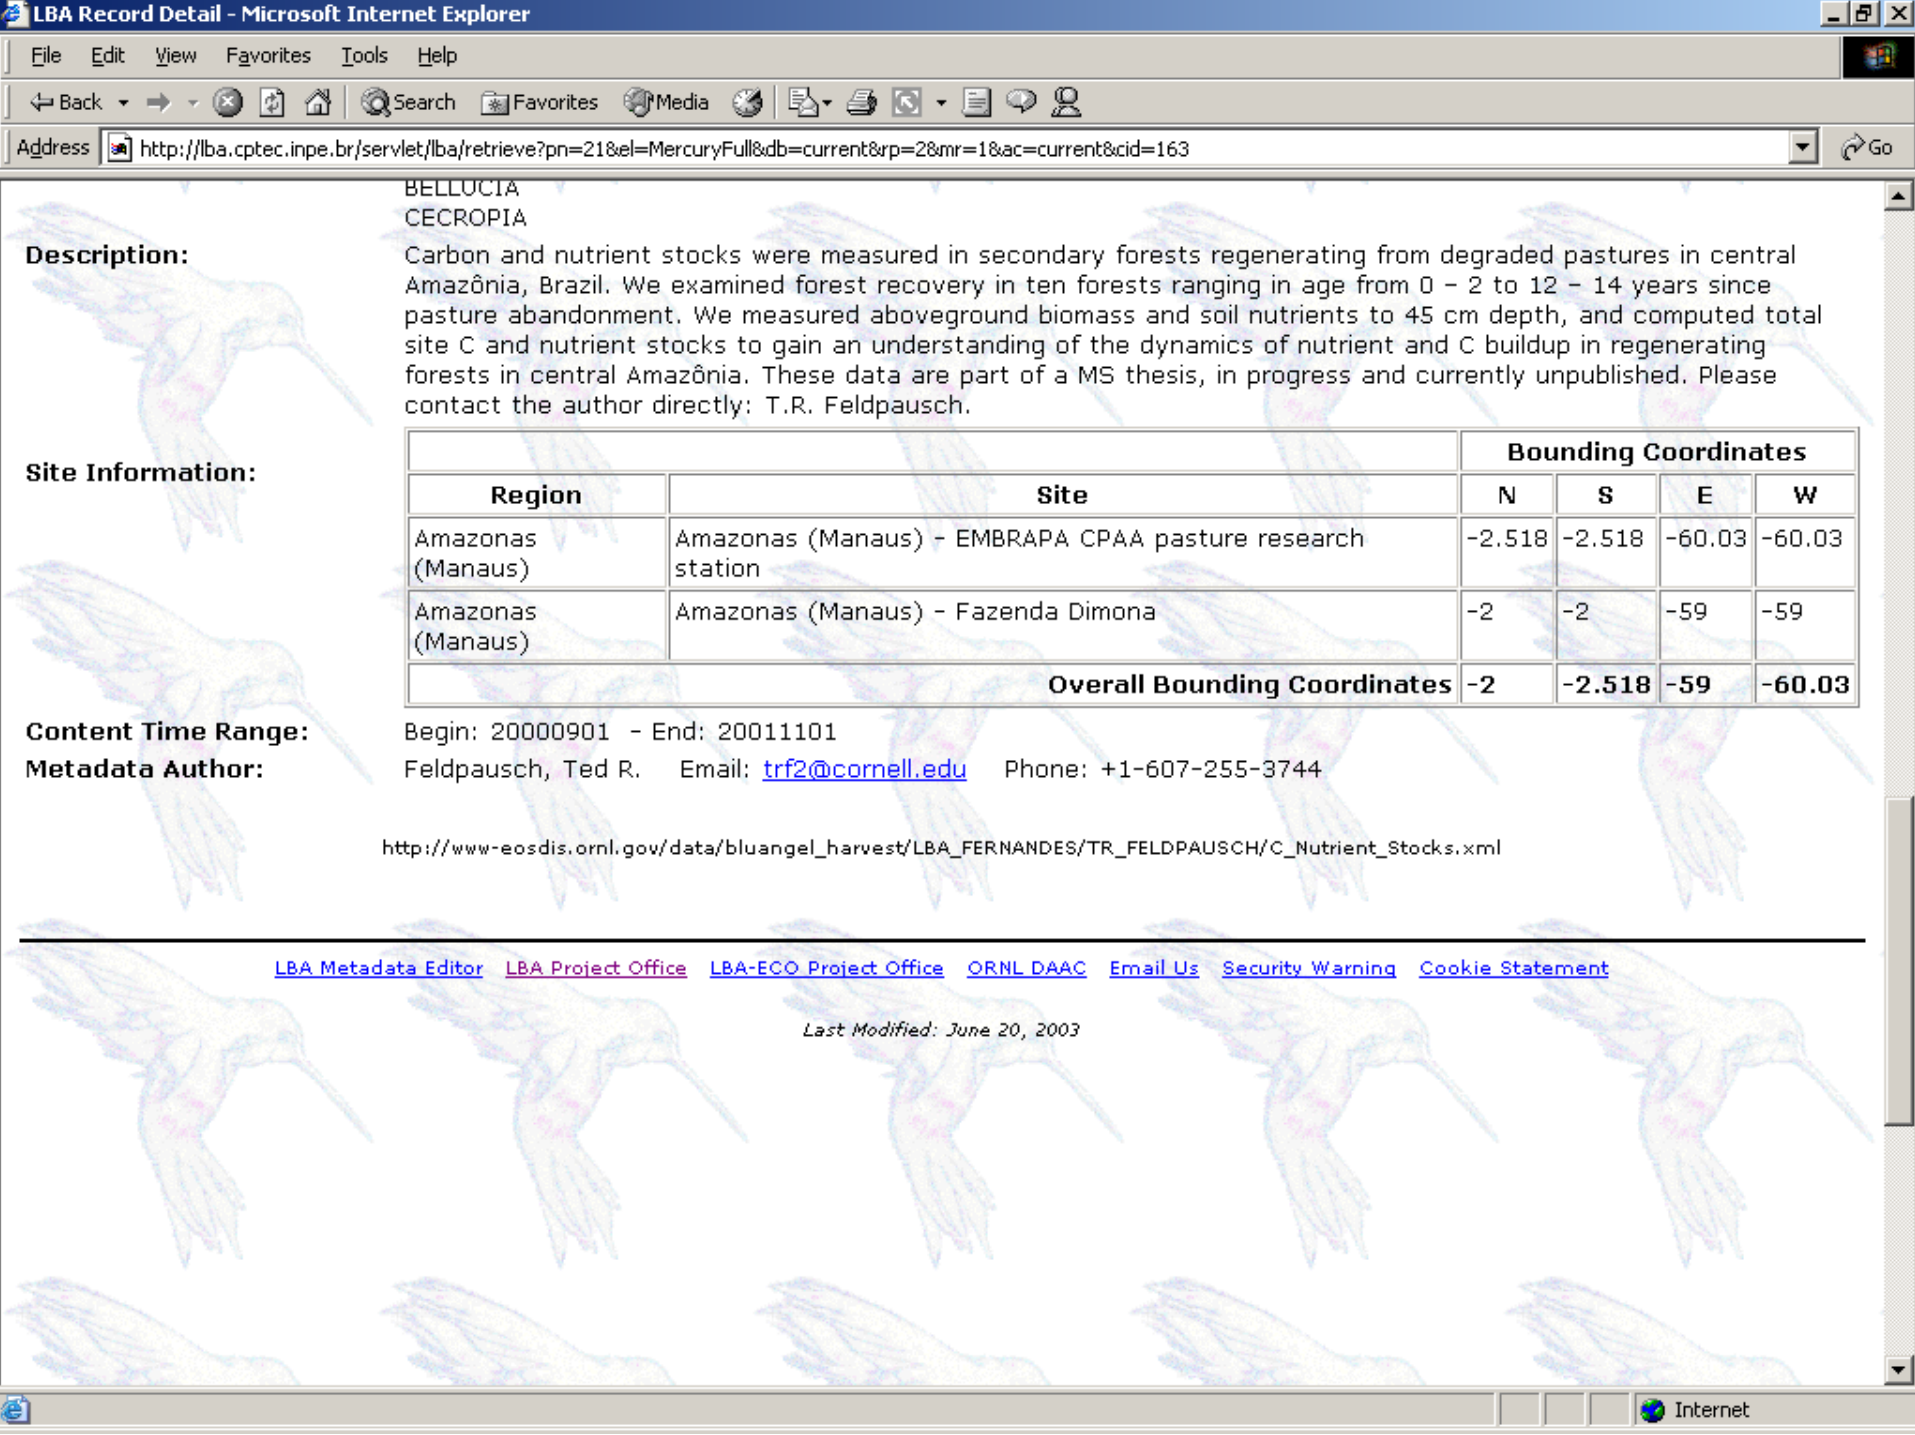 LBA Record Detail - Microsoft Internet Explorer
File Edit View Favorites Tools Help
Back Search Favorites Media
Address http://lba.cptec.inpe.br/servlet/lba/retrieve?pn=21&el=MercuryFull&db=current&rp=2&mr=1&ac=current&cid=163 Go
BELLUCIA
CECROPIA
Description: Carbon and nutrient stocks were measured in secondary forests regenerating from degraded pastures in central
Amazônia, Brazil. We examined forest recovery in ten forests ranging in age from 0 – 2 to 12 – 14 years since
pasture abandonment. We measured aboveground biomass and soil nutrients to 45 cm depth, and computed total
site C and nutrient stocks to gain an understanding of the dynamics of nutrient and C buildup in regenerating
forests in central Amazônia. These data are part of a MS thesis, in progress and currently unpublished. Please
contact the author directly: T.R. Feldpausch.
Site Information:
Bounding Coordinates
Region Site N S E W
Amazonas Amazonas (Manaus) - EMBRAPA CPAA pasture research -2.518 -2.518 -60.03 -60.03
(Manaus) station
Amazonas Amazonas (Manaus) - Fazenda Dimona -2 -2 -59 -59
(Manaus)
Overall Bounding Coordinates -2 -2.518 -59 -60.03
Content Time Range: Begin: 20000901 - End: 20011101
Metadata Author: Feldpausch, Ted R. Email: trf2@cornell.edu Phone: +1-607-255-3744
http://www-eosdis.ornl.gov/data/bluangel_harvest/LBA_FERNANDES/TR_FELDPAUSCH/C_Nutrient_Stocks.xml
LBA Metadata Editor LBA Project Office LBA-ECO Project Office ORNL DAAC Email Us Security Warning Cookie Statement
Last Modified: June 20, 2003
Internet